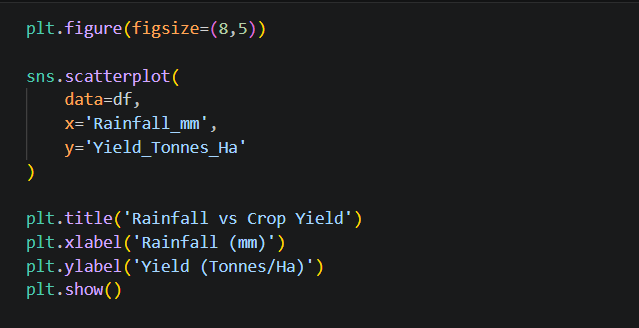 plt.figure(figsize=(8,5))
sns.scatterplot(
    data=df,
    x='Rainfall_mm',
    y='Yield_Tonnes_Ha'
)
plt.title('Rainfall vs Crop Yield')
plt.xlabel('Rainfall (mm)')
plt.ylabel('Yield (Tonnes/Ha)')
plt.show()